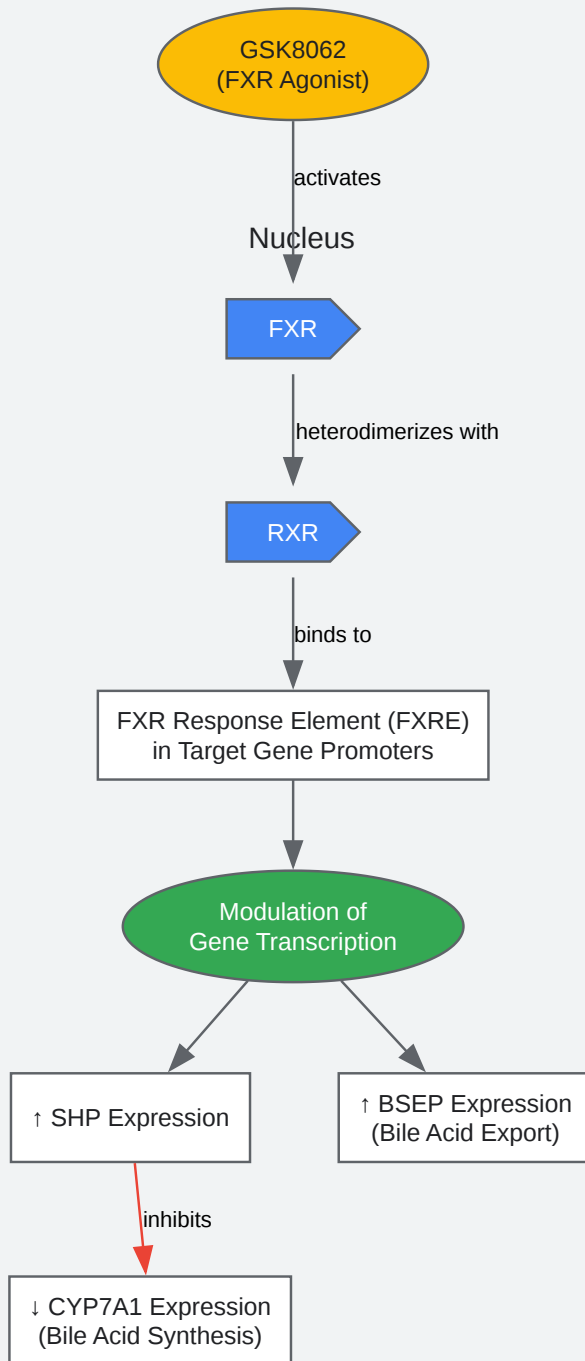 GSK8062
(FXR Agonist)
activates
Nucleus
FXR
heterodimerizes with
RXR
binds to
FXR Response Element (FXRE)
in Target Gene Promoters
Modulation of
Gene Transcription
↑ SHP Expression
↑ BSEP Expression
(Bile Acid Export)
inhibits
↓ CYP7A1 Expression
(Bile Acid Synthesis)